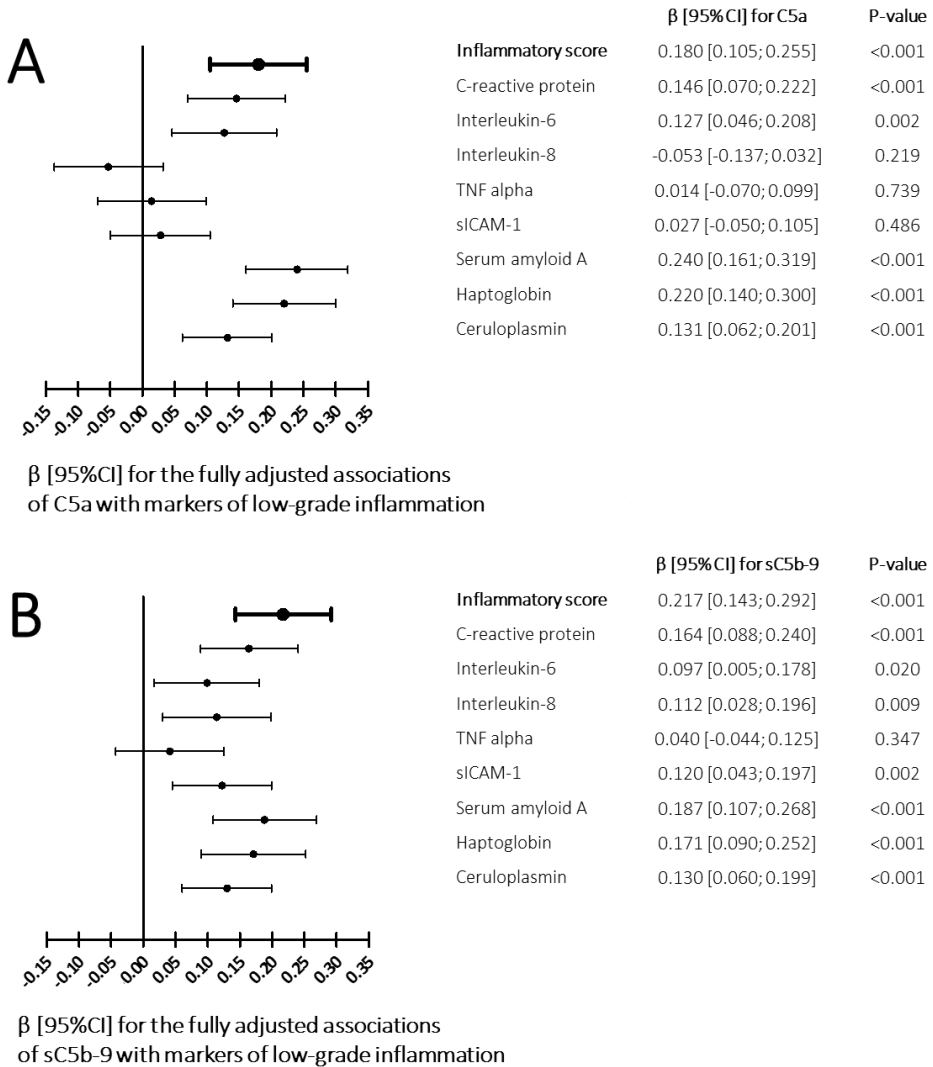 A
β [95%CI] for C5a P-value
Inflammatory score 0.180 [0.105; 0.255] <0.001
C-reactive protein 0.146 [0.070; 0.222] <0.001
Interleukin-6 0.127 [0.046; 0.208] 0.002
Interleukin-8 -0.053 [-0.137; 0.032] 0.219
TNF alpha 0.014 [-0.070; 0.099] 0.739
sICAM-1 0.027 [-0.050; 0.105] 0.486
Serum amyloid A 0.240 [0.161; 0.319] <0.001
Haptoglobin 0.220 [0.140; 0.300] <0.001
Ceruloplasmin 0.131 [0.062; 0.201] <0.001
-0.15 -0.10 -0.05 0.00 0.05 0.10 0.15 0.20 0.25 0.30 0.35
β [95%CI] for the fully adjusted associations
of C5a with markers of low-grade inflammation
B
β [95%CI] for sC5b-9 P-value
Inflammatory score 0.217 [0.143; 0.292] <0.001
C-reactive protein 0.164 [0.088; 0.240] <0.001
Interleukin-6 0.097 [0.005; 0.178] 0.020
Interleukin-8 0.112 [0.028; 0.196] 0.009
TNF alpha 0.040 [-0.044; 0.125] 0.347
sICAM-1 0.120 [0.043; 0.197] 0.002
Serum amyloid A 0.187 [0.107; 0.268] <0.001
Haptoglobin 0.171 [0.090; 0.252] <0.001
Ceruloplasmin 0.130 [0.060; 0.199] <0.001
-0.15 -0.10 -0.05 0.00 0.05 0.10 0.15 0.20 0.25 0.30 0.35
β [95%CI] for the fully adjusted associations
of sC5b-9 with markers of low-grade inflammation